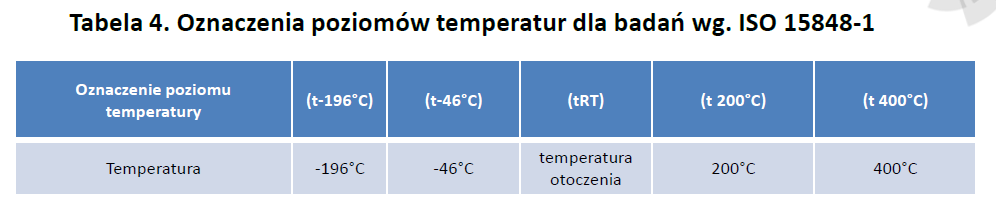 Tabela 4. Oznaczenia poziomów temperatur dla badań wg. ISO 15848-1
Oznaczenie poziomu
temperatury
(t-196°C)
(t-46°C)
(tRT)
(t 200°C)
(t 400°C)
Temperatura
-196°C
-46°C
temperatura
otoczenia
200°C
400°C